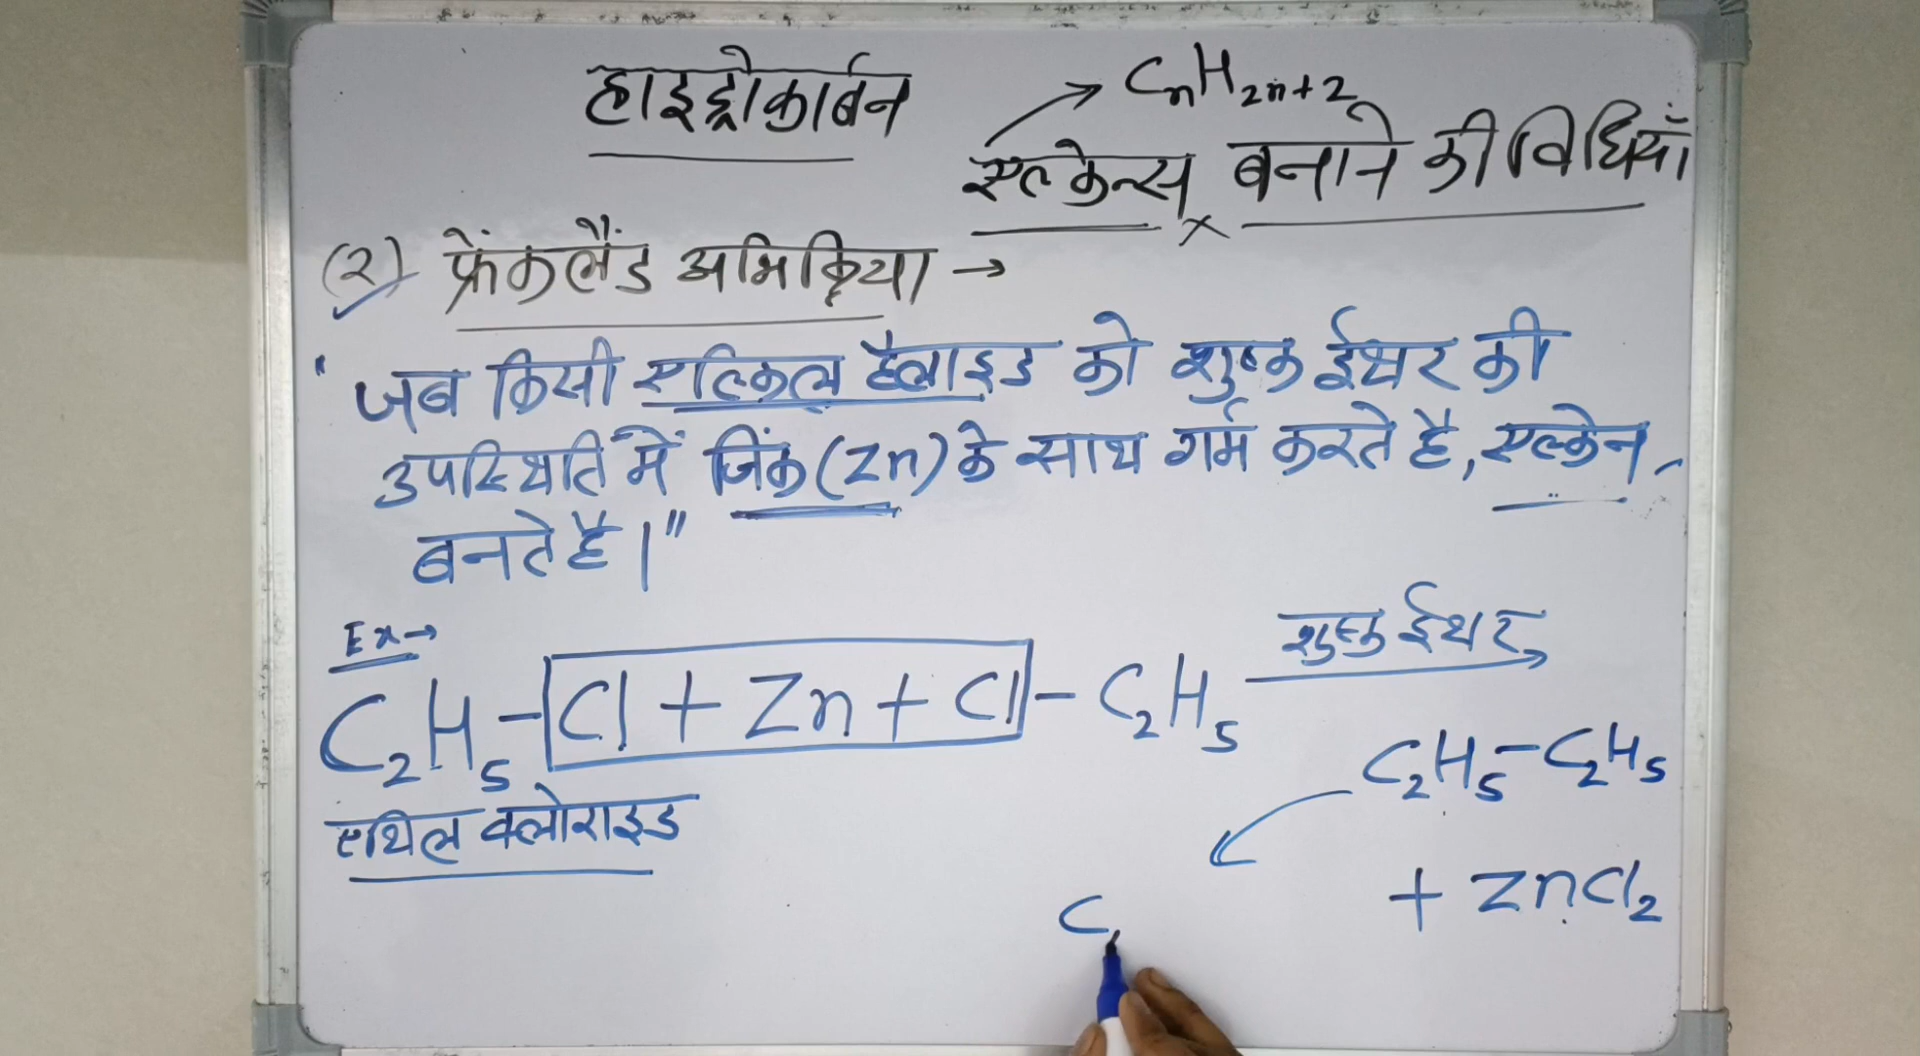 हाइड्रोकार्बन
CnH2n+2
एल्केन्स बनाने की विधियाँ
(२) फ्रेंकलैंड अभिक्रिया →
"जब किसी एल्किल हैलाइड को शुष्क ईथर की
उपस्थिति में जिंक (Zn) के साथ गर्म करते है, एल्केन
बनते है।"
Ex→
शुष्क ईथर
C2H5-Cl + Zn + Cl-C2H5
C2H5-C2H5
एथिल क्लोराइड
+ ZnCl2
C